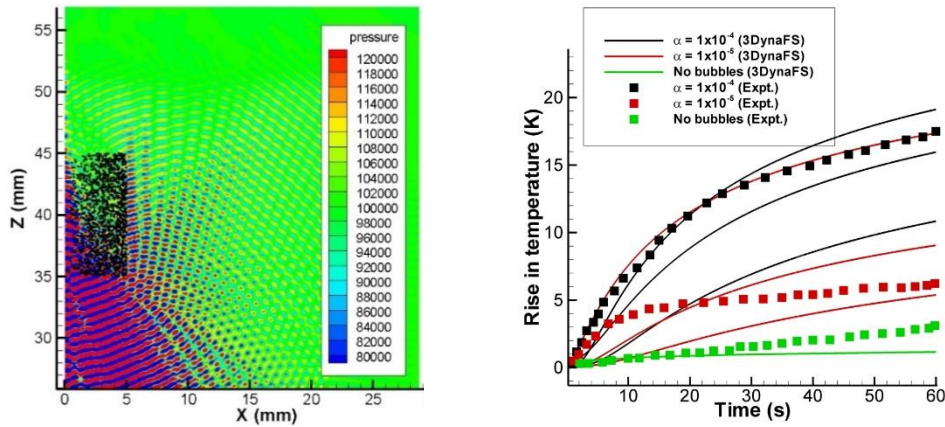 pressure
120000
118000
116000
114000
112000
110000
108000
106000
104000
102000
100000
98000
96000
94000
92000
90000
88000
86000
84000
82000
80000
Z (mm)
55
50
45
40
35
30
0 5 10 15 20 25
X (mm)
α = 1x10⁻⁴ (3DynaFS)
α = 1x10⁻⁵ (3DynaFS)
No bubbles (3DynaFS)
α = 1x10⁻⁴ (Expt.)
α = 1x10⁻⁵ (Expt.)
No bubbles (Expt.)
Rise in temperature (K)
20
15
10
5
0
10 20 30 40 50 60
Time (s)